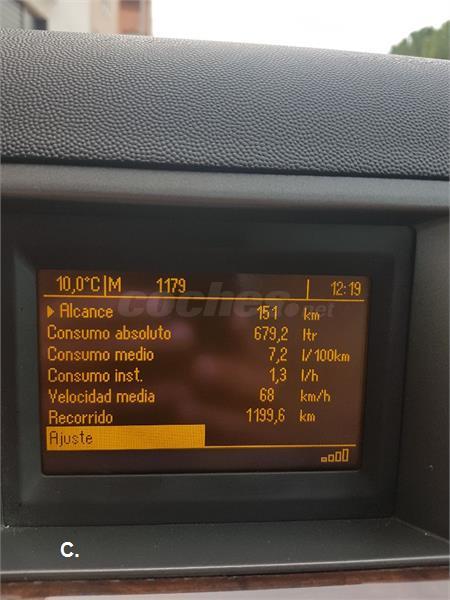 10,0°C M 1179 12:19
Alcance 151 km
Consumo absoluto 679,2 ltr
Consumo medio 7,2 l/100km
Consumo inst. 1,3 l/h
Velocidad media 68 km/h
Recorrido 1199,6 km
Ajuste
coches.net
C.